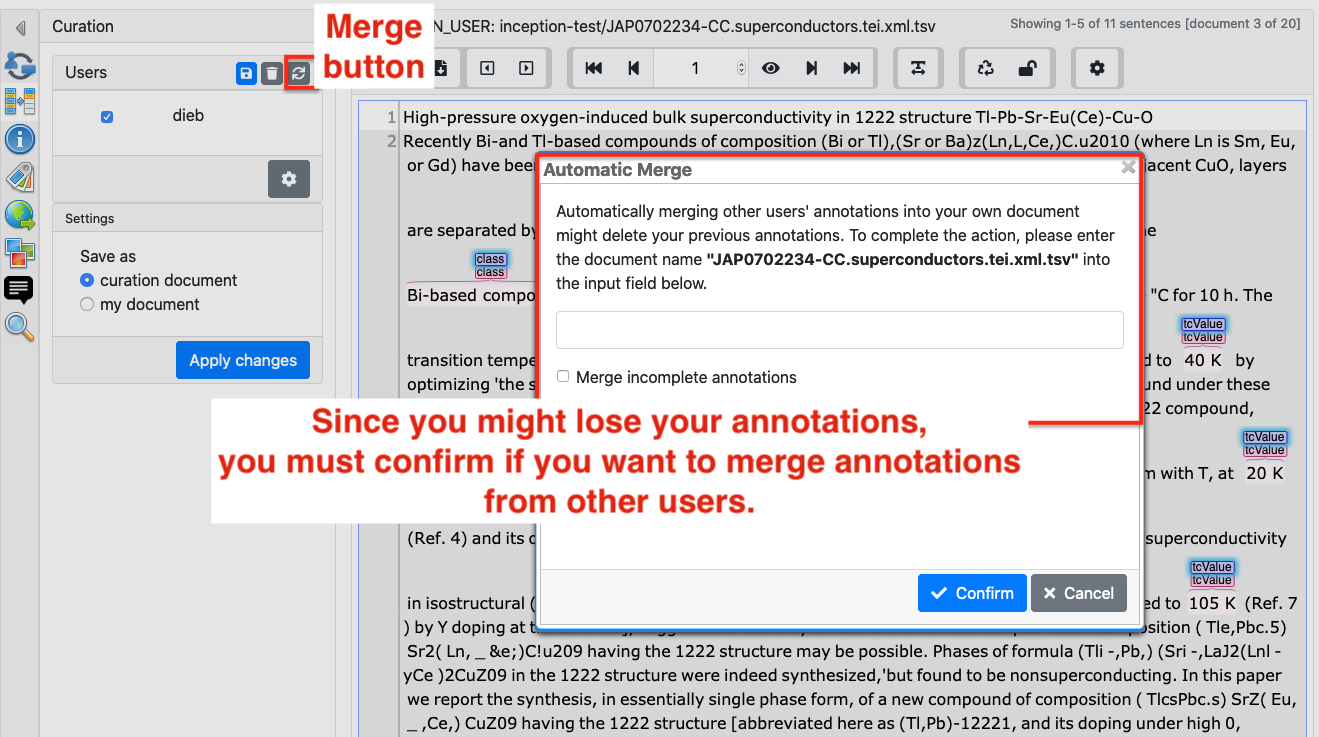 Curation
N_USER: inception-test/JAP0702234-CC.superconductors.tei.xml.tsv
Showing 1-5 of 11 sentences [document 3 of 20]
Merge
button
Users
dieb
Settings
Save as
curation document
my document
Apply changes
1
1 High-pressure oxygen-induced bulk superconductivity in 1222 structure Tl-Pb-Sr-Eu(Ce)-Cu-O
2 Recently Bi-and Tl-based compounds of composition (Bi or Tl),(Sr or Ba)z(Ln,L,Ce,)C.u2010 (where Ln is Sm, Eu,
or Gd) have been
jacent CuO, layers
are separated by
class
class
Bi-based compo
"C for 10 h. The
tcValue
tcValue
transition tempe
d to 40 K by
optimizing 'the s
und under these
22 compound,
tcValue
tcValue
m with T, at 20 K
(Ref. 4) and its
superconductivity
tcValue
tcValue
in isostructural (
ed to 105 K (Ref. 7
) by Y doping at
position ( Tle,Pbc.5)
Sr2( Ln, _ &e;)C!u209 having the 1222 structure may be possible. Phases of formula (Tli -,Pb,) (Sri -,LaJ2(Lnl -
yCe )2CuZ09 in the 1222 structure were indeed synthesized,'but found to be nonsuperconducting. In this paper
we report the synthesis, in essentially single phase form, of a new compound of composition ( TlcsPbc.s) SrZ( Eu,
_ ,Ce,) CuZ09 having the 1222 structure [abbreviated here as (Tl,Pb)-12221, and its doping under high 0,
Automatic Merge
Automatically merging other users' annotations into your own document
might delete your previous annotations. To complete the action, please enter
the document name "JAP0702234-CC.superconductors.tei.xml.tsv" into
the input field below.
Merge incomplete annotations
Since you might lose your annotations,
you must confirm if you want to merge annotations
from other users.
Confirm
Cancel